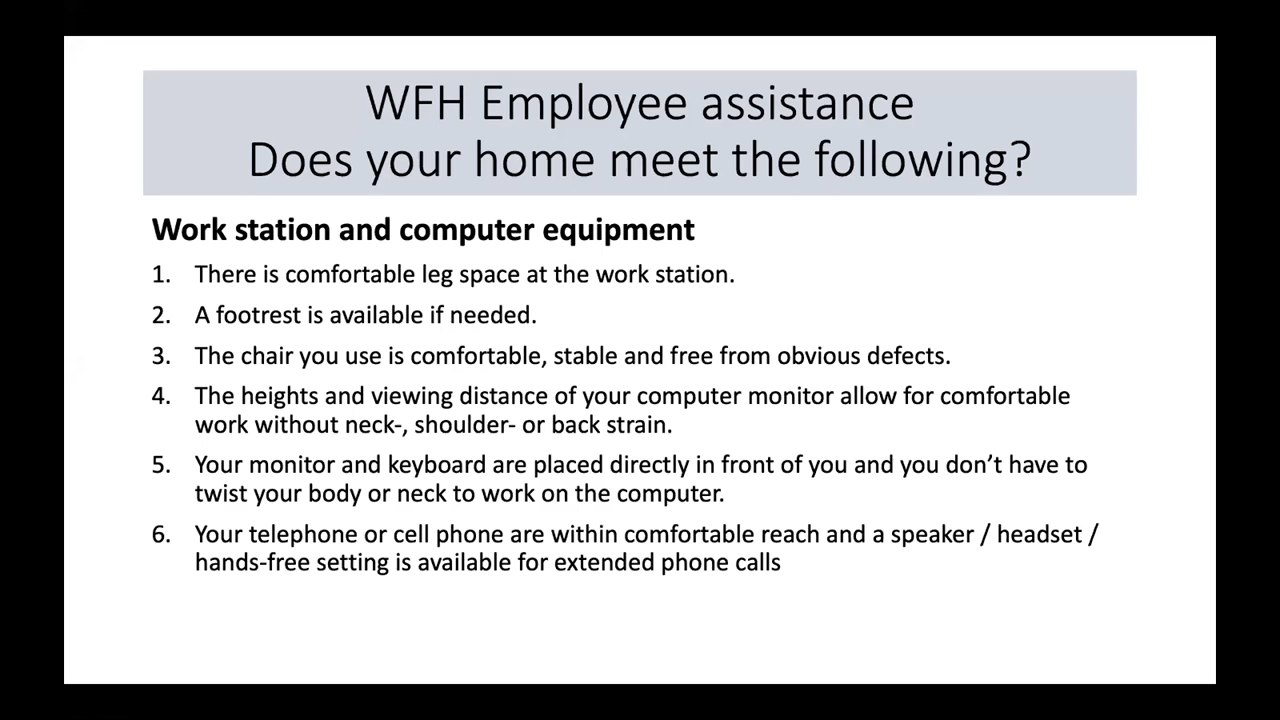 WFH Employee assistance
Does your home meet the following?
Work station and computer equipment
1. There is comfortable leg space at the work station.
2. A footrest is available if needed.
3. The chair you use is comfortable, stable and free from obvious defects.
4. The heights and viewing distance of your computer monitor allow for comfortable
work without neck-, shoulder- or back strain.
5. Your monitor and keyboard are placed directly in front of you and you don’t have to
twist your body or neck to work on the computer.
6. Your telephone or cell phone are within comfortable reach and a speaker / headset /
hands-free setting is available for extended phone calls